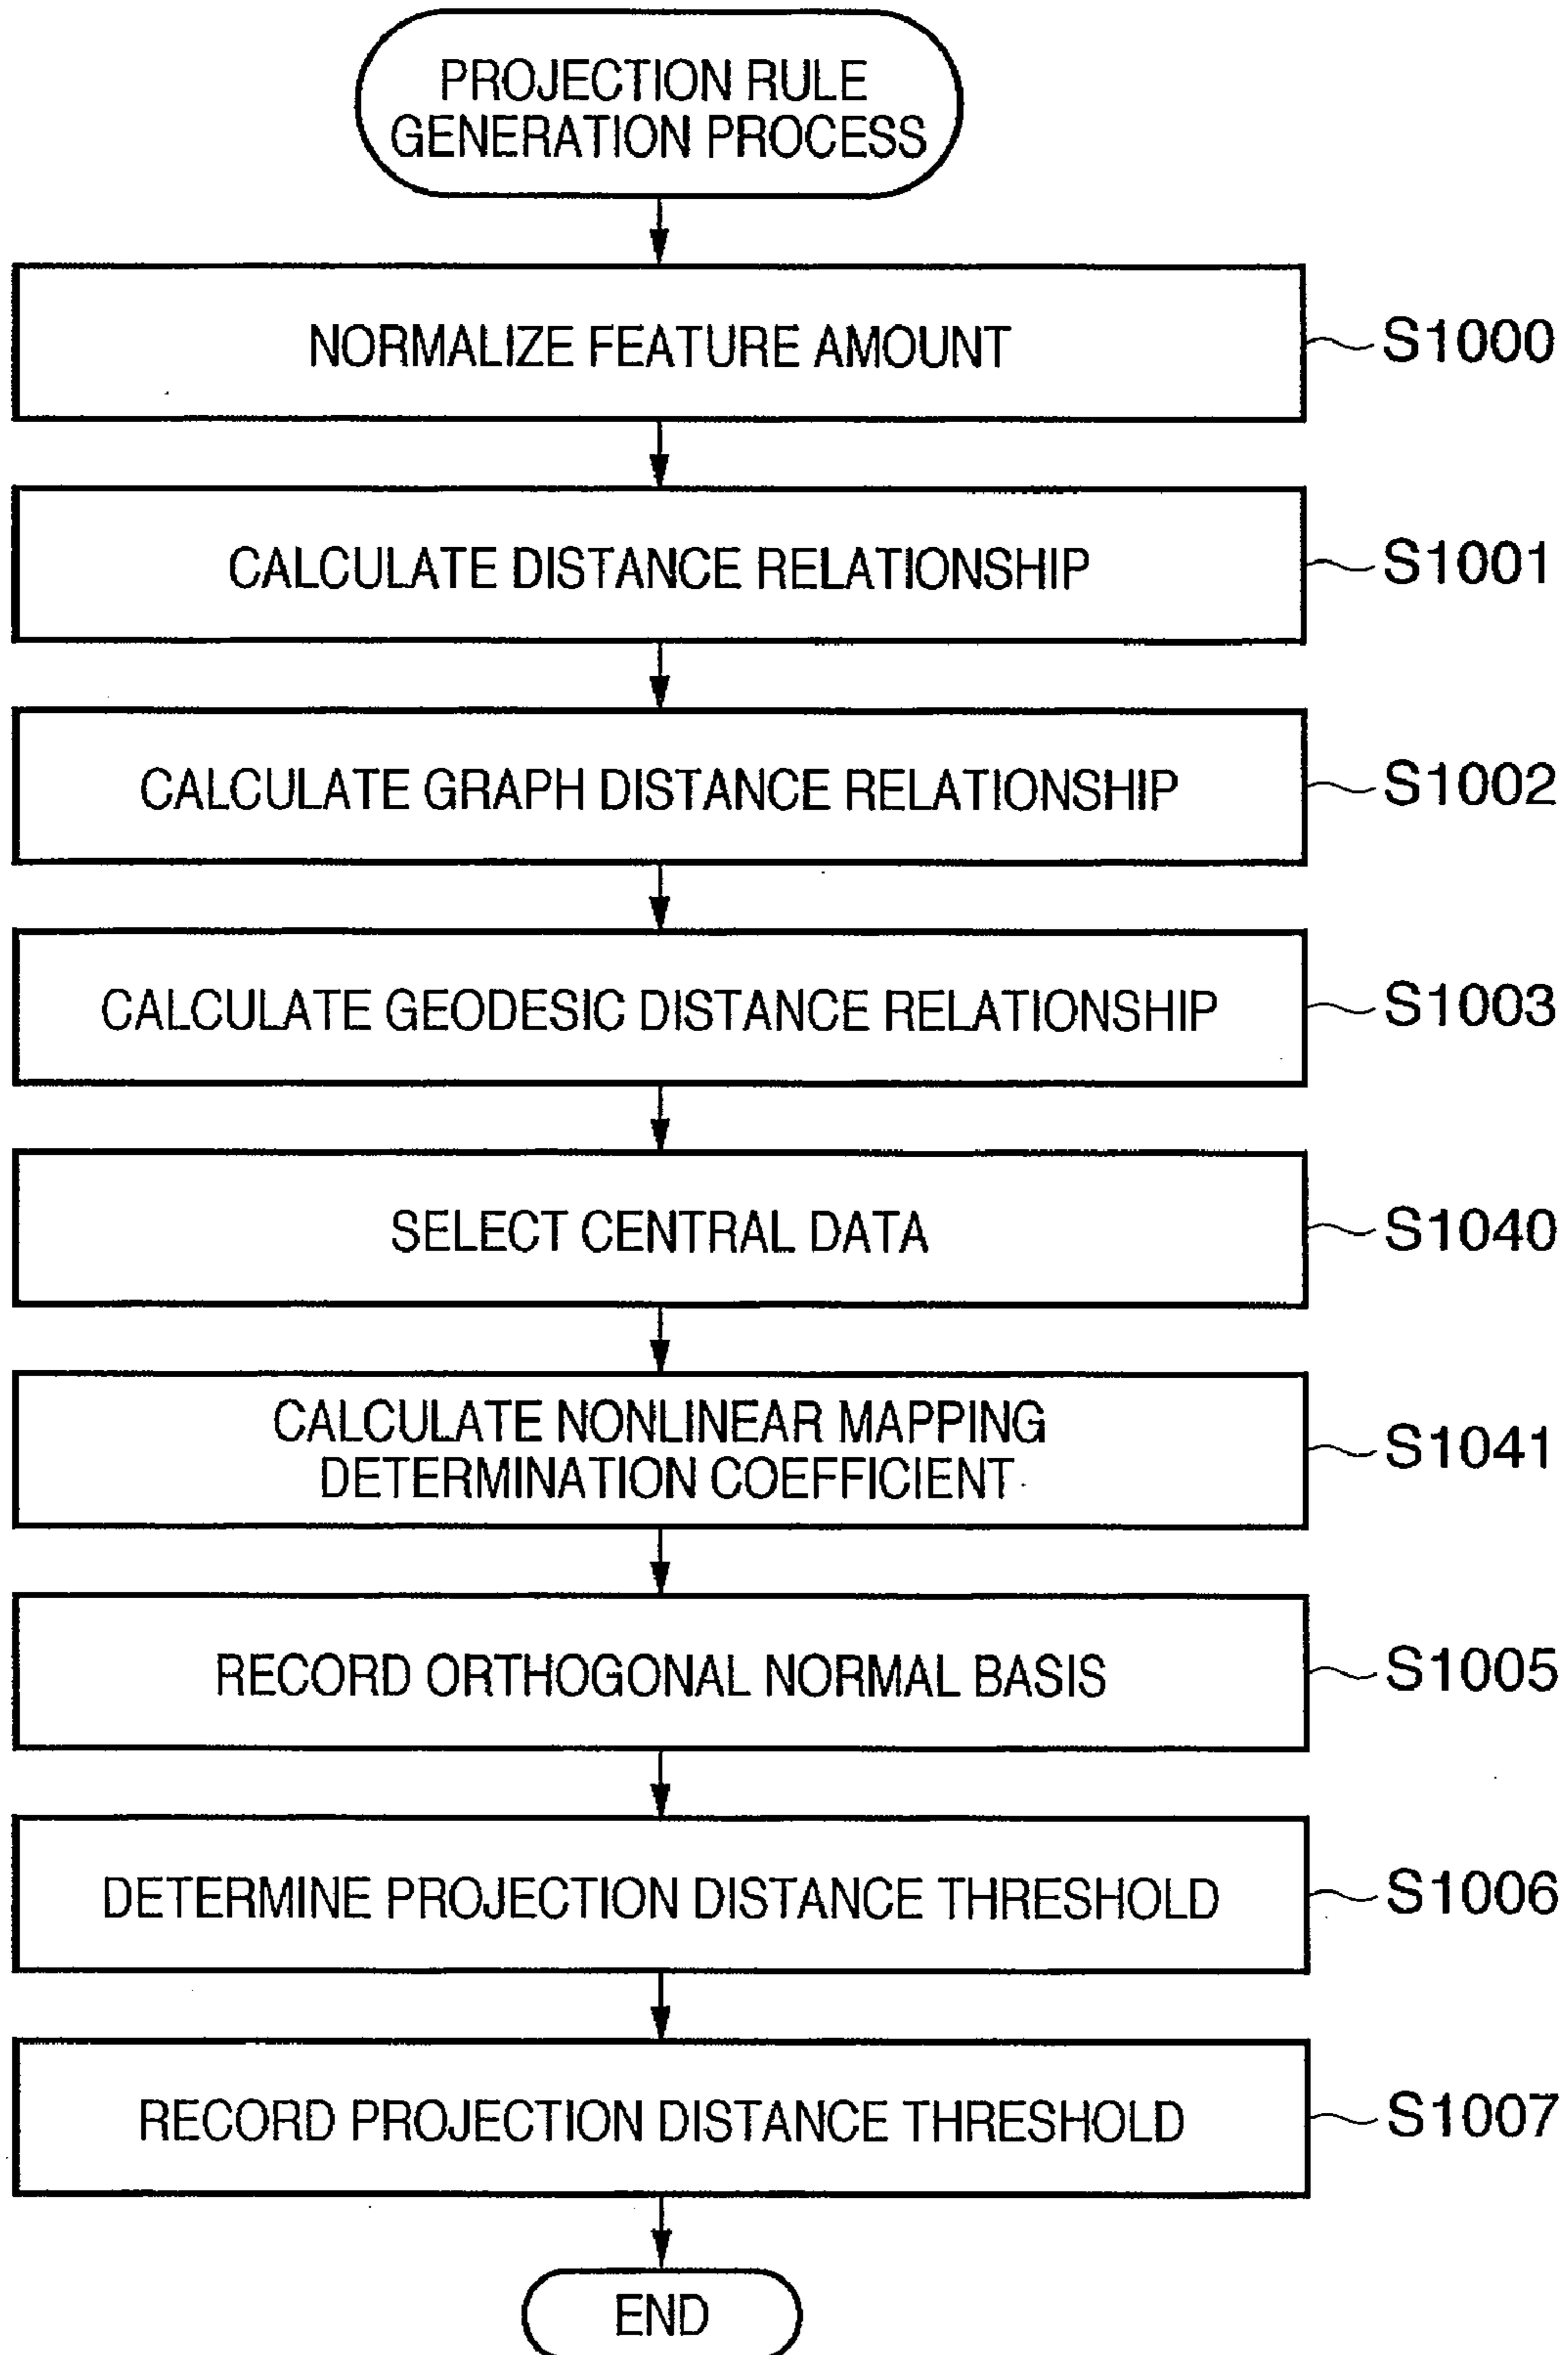 PROJECTION RULE
GENERATION PROCESS
NORMALIZE FEATURE AMOUNT
S1000
CALCULATE DISTANCE RELATIONSHIP
S1001
CALCULATE GRAPH DISTANCE RELATIONSHIP
S1002
CALCULATE GEODESIC DISTANCE RELATIONSHIP
S1003
SELECT CENTRAL DATA
S1040
CALCULATE NONLINEAR MAPPING
DETERMINATION COEFFICIENT
S1041
RECORD ORTHOGONAL NORMAL BASIS
S1005
DETERMINE PROJECTION DISTANCE THRESHOLD
S1006
RECORD PROJECTION DISTANCE THRESHOLD
S1007
END